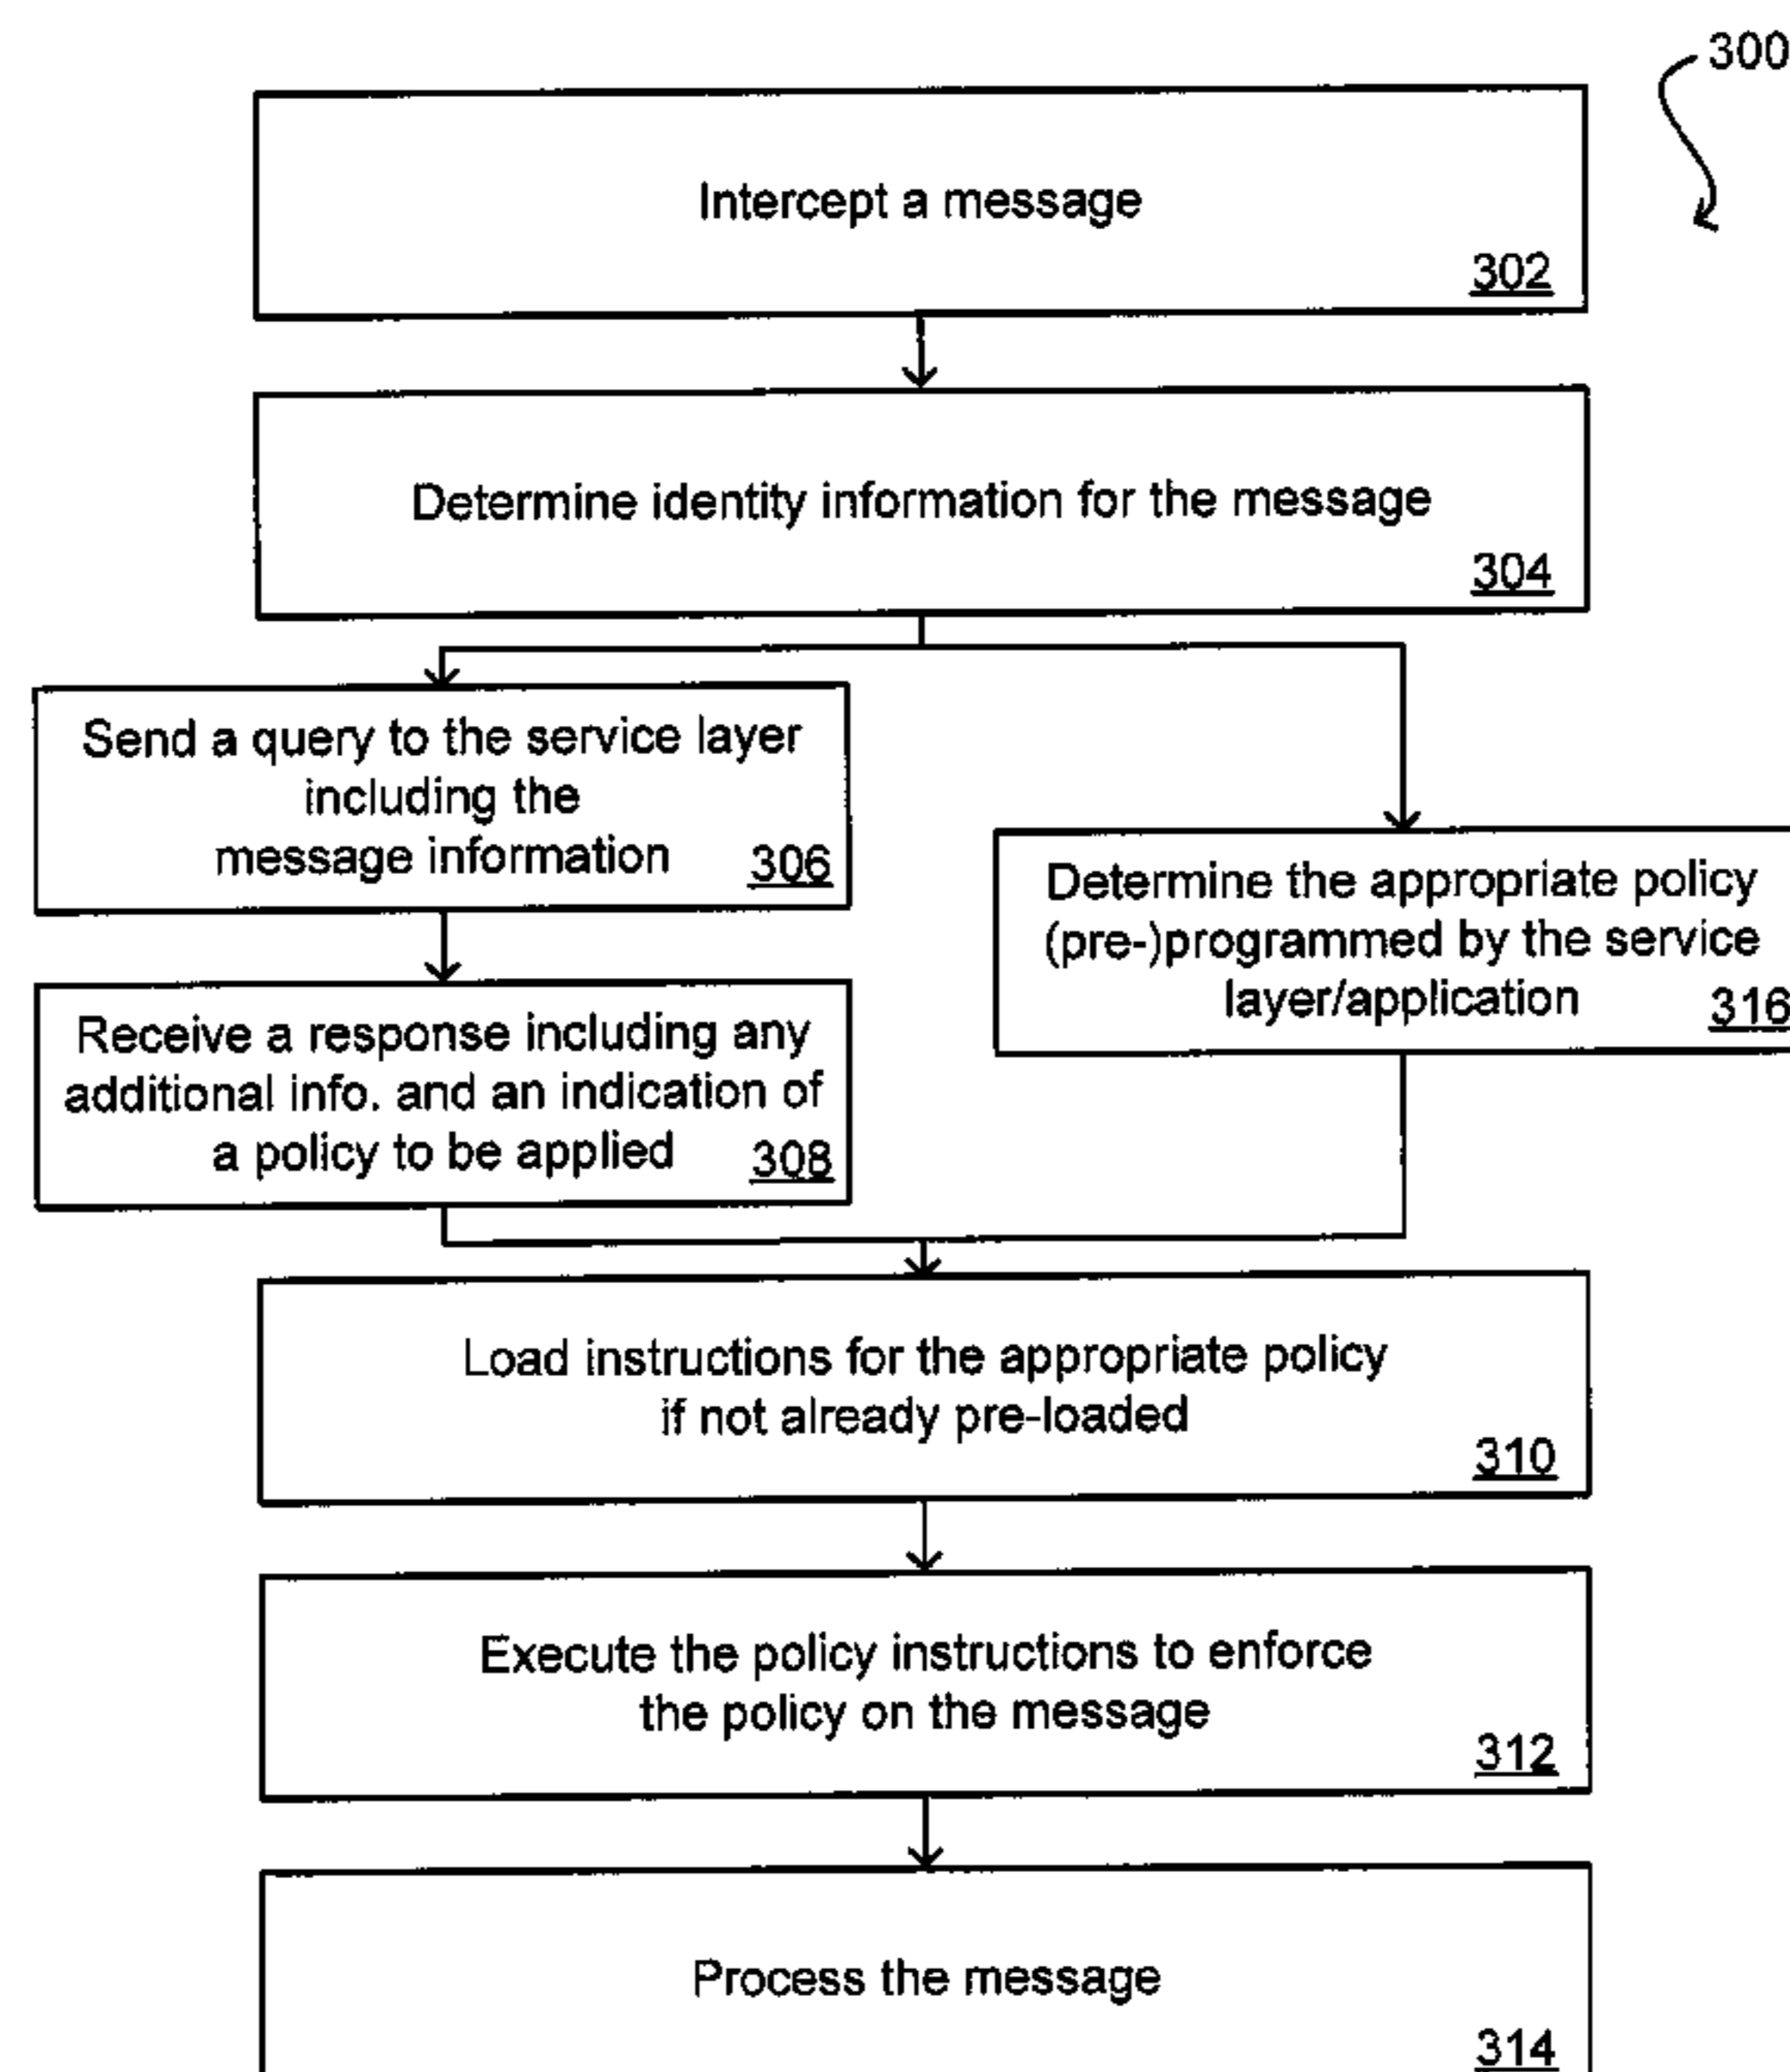 300
Intercept a message
302
Determine identity information for the message
304
Send a query to the service layer
including the
message information 306
Receive a response including any
additional info. and an indication of
a policy to be applied 308
Determine the appropriate policy
(pre-)programmed by the service
layer/application 316
Load instructions for the appropriate policy
if not already pre-loaded
310
Execute the policy instructions to enforce
the policy on the message
312
Process the message
314